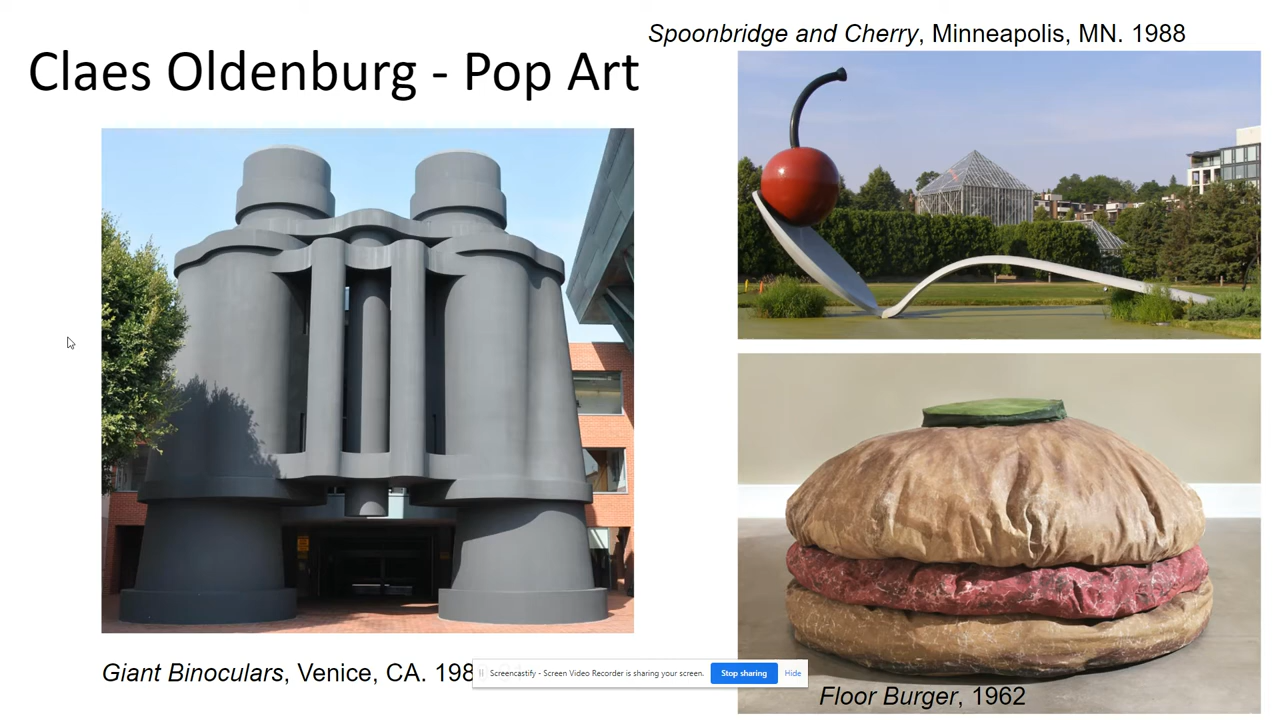 Spoonbridge and Cherry, Minneapolis, MN. 1988
Claes Oldenburg - Pop Art
Giant Binoculars, Venice, CA.
Screencastify - Screen Video Recorder is sharing your screen.
Stop sharing
Hide
Floor Burger, 1962